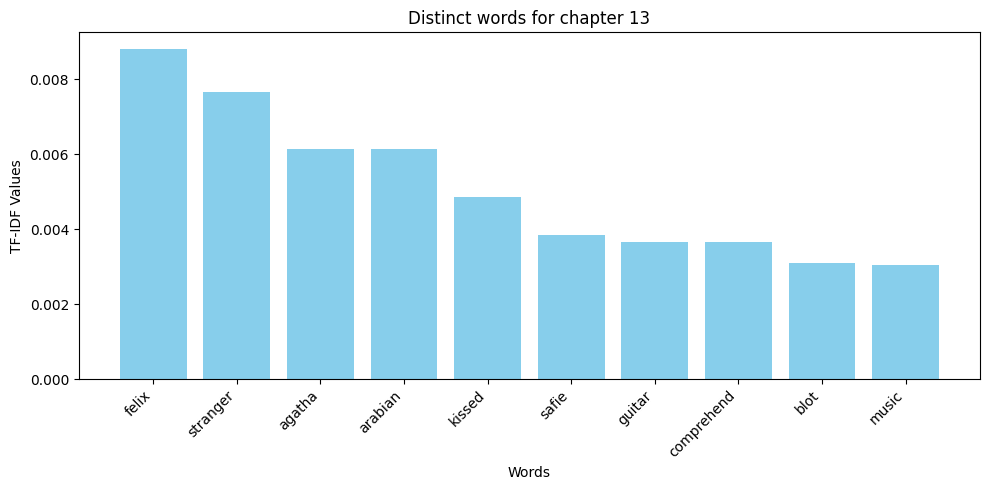 Distinct words for chapter 13
TF-IDF Values
0.008
0.006
0.004
0.002
0.000
felix
stranger
agatha
arabian
kissed
safie
guitar
comprehend
blot
music
Words